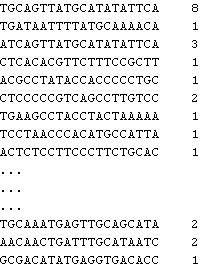 TGCAGTTATGCATATATTCA 8
TGATAATTTTATGCAAAACA 1
ATCAGTTATGCATATATTCA 3
CTCACACGTTCTTTCCGCTT 1
ACGCCTATACCACCCCCTGC 1
CTCCCCCGTCAGCCTTGTCC 2
TGAAGCCTACCTACTAAAAA 1
TCCTAACCCACATGCCATTA 1
ACTCTCCTTCCCTTCTGCAC 1
...
...
...
TGCAAATGAGTTGCAGCATA 2
AACAACTGATTTGCATAATC 2
GCGACATATGAGGTGACACC 1